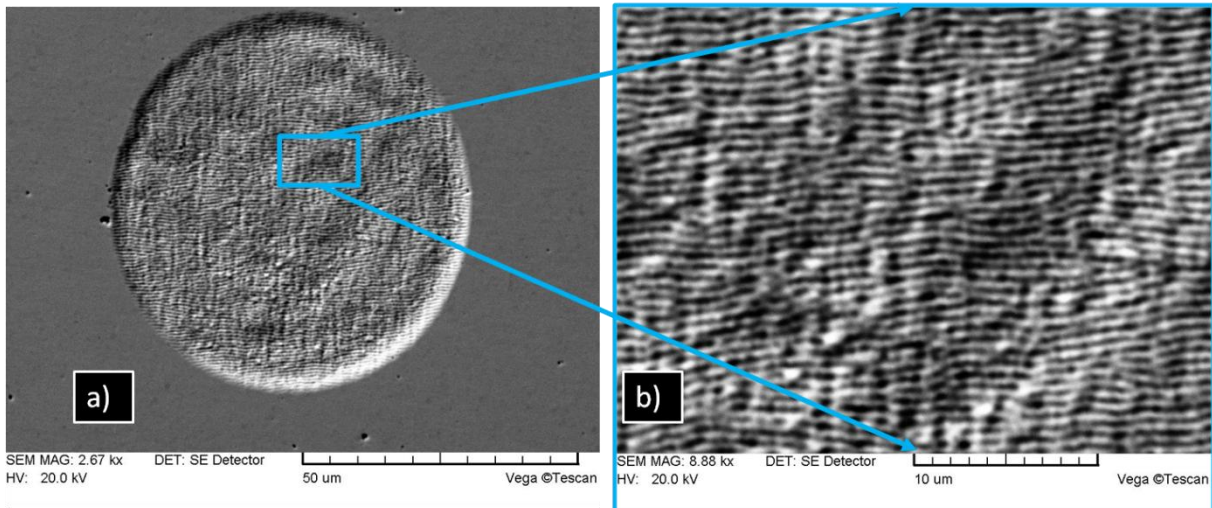 a)
SEM MAG: 2.67 kx DET: SE Detector
HV: 20.0 kV 50 um Vega ©Tescan
b)
SEM MAG: 8.88 kx DET: SE Detector
HV: 20.0 kV 10 um Vega ©Tescan